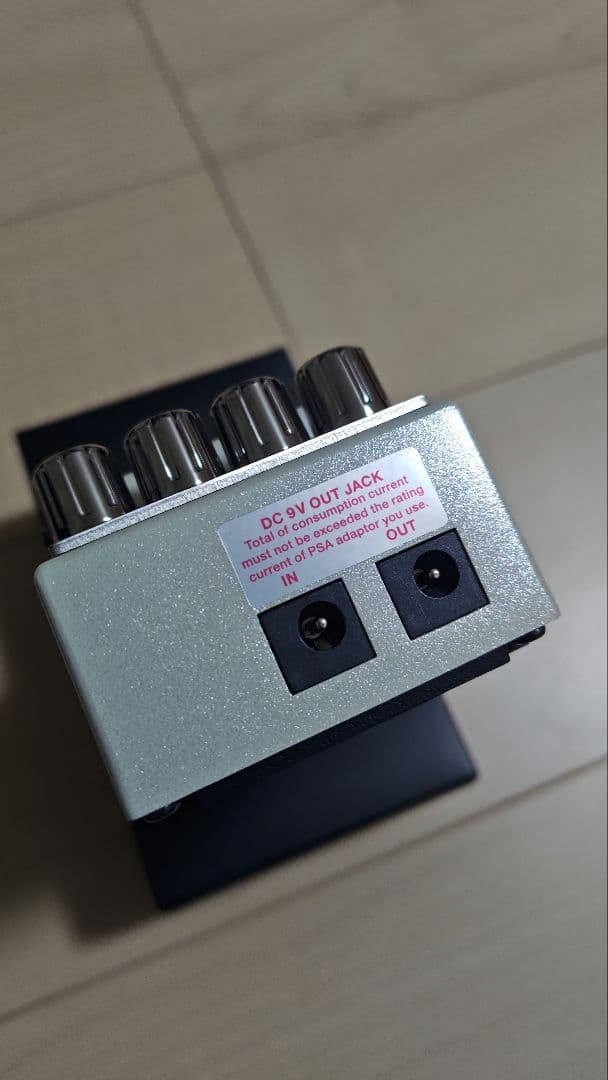 DC 9V OUT JACK
Total of consumption current
must not be exceeded the rating
current of PSA adaptor you use.
IN OUT